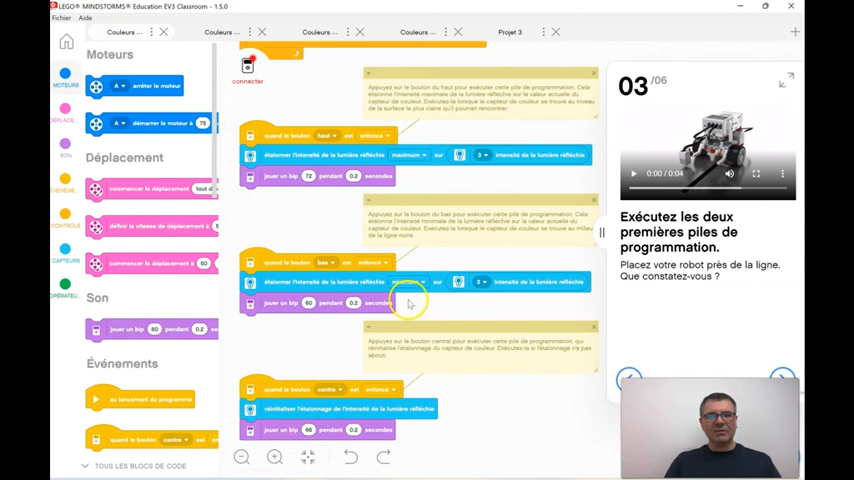 LEGO® MINDSTORMS® Education EV3 Classroom - 1.5.0
Fichier Aide
Couleurs ... Couleurs ... Couleurs ... Couleurs ... Projet 3
MOTEURS
DÉPLACE...
SON
ÉVÉNEME...
CONTRÔLE
CAPTEURS
OPÉRATEU...
Moteurs
A arrêter le moteur
A démarrer le moteur à 75
Déplacement
commencer le déplacement tout d
définir la vitesse de déplacement à 5
commencer le déplacement à 50
Son
jouer un bip 60 pendant 0.2
Événements
au lancement du programme
quand le bouton centre est
TOUS LES BLOCS DE CODE
connecter
Appuyez sur le bouton du haut pour exécuter cette pile de programmation. Cela
étalonne l'intensité maximale de la lumière réfléchie sur la valeur actuelle du
capteur de couleur. Exécutez-la lorsque le capteur de couleur se trouve au niveau
de la surface la plus claire qu'il pourrait rencontrer.
quand le bouton haut est enfoncé
étalonner l'intensité de la lumière réfléchie maximum sur 3 intensité de la lumière réfléchie
jouer un bip 72 pendant 0.2 secondes
Appuyez sur le bouton du bas pour exécuter cette pile de programmation. Cela
étalonne l'intensité minimale de la lumière réfléchie sur la valeur actuelle du
capteur de couleur. Exécutez-la lorsque le capteur de couleur se trouve au milieu
de la ligne noire.
quand le bouton bas est enfoncé
étalonner l'intensité de la lumière réfléchie minimum sur 3 intensité de la lumière réfléchie
jouer un bip 60 pendant 0.2 secondes
Appuyez sur le bouton central pour exécuter cette pile de programmation, qui
réinitialise l'étalonnage du capteur de couleur. Exécutez-la si l'étalonnage n'a pas
abouti.
quand le bouton centre est enfoncé
réinitialiser l'étalonnage de l'intensité de la lumière réfléchie
jouer un bip 66 pendant 0.2 secondes
03 /06
0:00 / 0:04
Exécutez les deux
premières piles de
programmation.
Placez votre robot près de la ligne.
Que constatez-vous ?